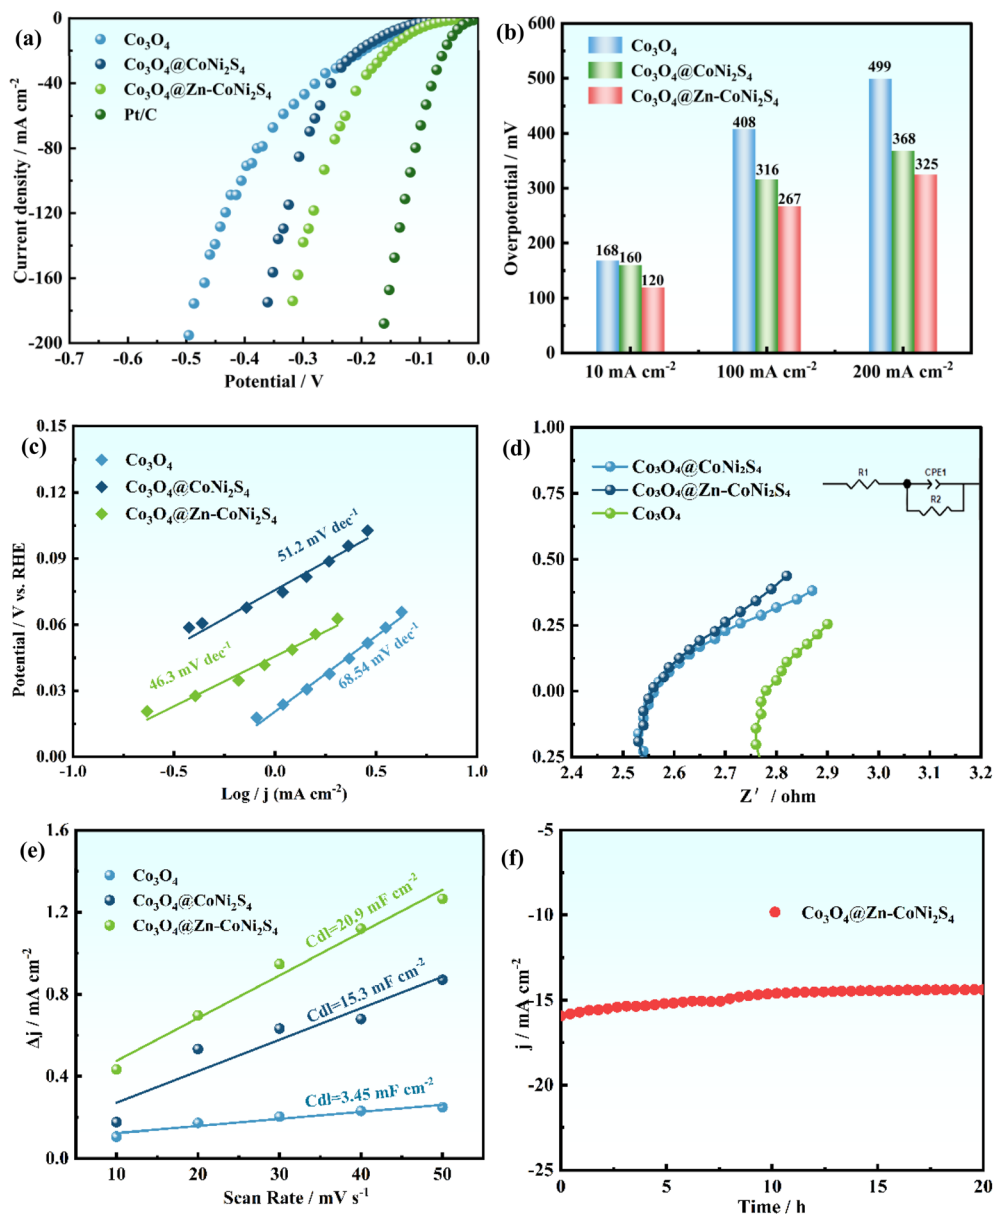 (a)
Co₃O₄
Co₃O₄@CoNi₂S₄
Co₃O₄@Zn-CoNi₂S₄
Pt/C
Current density / mA cm⁻²
0
-40
-80
-120
-160
-200
-0.7 -0.6 -0.5 -0.4 -0.3 -0.2 -0.1 0.0
Potential / V
(b)
Co₃O₄
Co₃O₄@CoNi₂S₄
Co₃O₄@Zn-CoNi₂S₄
Overpotential / mV
600
500
400
300
200
100
0
168 160 120
408 316 267
499 368 325
10 mA cm⁻² 100 mA cm⁻² 200 mA cm⁻²
(c)
Co₃O₄
Co₃O₄@CoNi₂S₄
Co₃O₄@Zn-CoNi₂S₄
51.2 mV dec⁻¹
46.3 mV dec⁻¹
68.54 mV dec⁻¹
Potential / V vs. RHE
0.15
0.12
0.09
0.06
0.03
0.00
-1.0 -0.5 0.0 0.5 1.0
Log / j (mA cm⁻²)
(d)
Co₃O₄@CoNi₂S₄
Co₃O₄@Zn-CoNi₂S₄
Co₃O₄
R1 CPE1
R2
1.00
0.75
0.50
0.25
0.00
0.25
2.4 2.5 2.6 2.7 2.8 2.9 3.0 3.1 3.2
Z′ / ohm
(e)
Co₃O₄
Co₃O₄@CoNi₂S₄
Co₃O₄@Zn-CoNi₂S₄
Cdl=20.9 mF cm⁻²
Cdl=15.3 mF cm⁻²
Cdl=3.45 mF cm⁻²
Δj / mA cm⁻²
1.6
1.2
0.8
0.4
0.0
10 20 30 40 50
Scan Rate / mV s⁻¹
(f)
Co₃O₄@Zn-CoNi₂S₄
j / mA cm⁻²
-5
-10
-15
-20
-25
0 5 10 15 20
Time / h